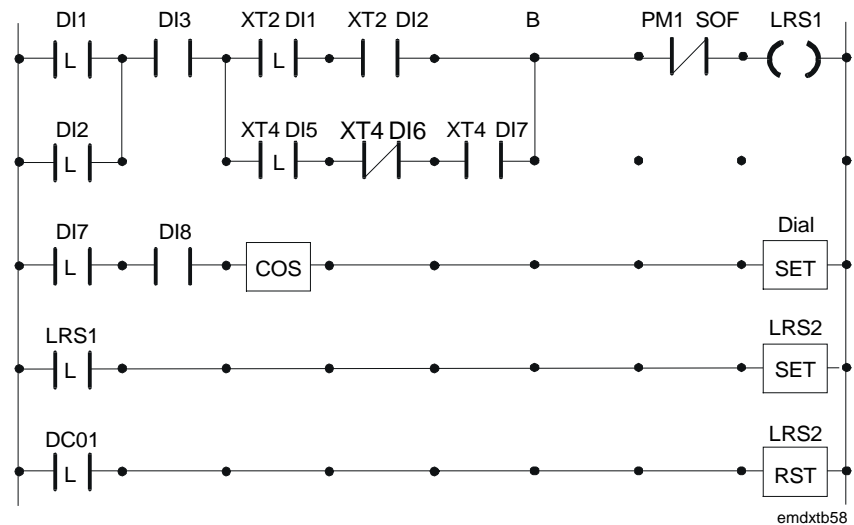 DI1 DI3 XT2 DI1 XT2 DI2 B PM1 SOF LRS1
L L
DI2 XT4 DI5 XT4 DI6 XT4 DI7
L L
DI7 DI8 Dial
L COS SET
LRS1 LRS2
L SET
DC01 LRS2
L RST
emdxtb58